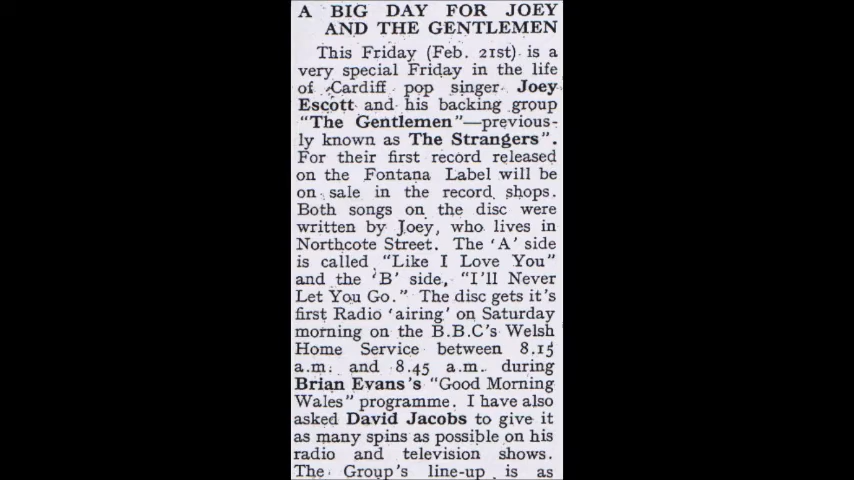 A BIG DAY FOR JOEY
AND THE GENTLEMEN
This Friday (Feb. 21st) is a
very special Friday in the life
of Cardiff pop singer Joey
Escott and his backing group
"The Gentlemen"—previous-
ly known as The Strangers".
For their first record released
on the Fontana Label will be
on sale in the record shops.
Both songs on the disc were
written by Joey, who lives in
Northcote Street. The 'A' side
is called "Like I Love You"
and the 'B' side, "I'll Never
Let You Go." The disc gets it's
first Radio 'airing' on Saturday
morning on the B.B.C's Welsh
Home Service between 8.15
a.m. and 8.45 a.m. during
Brian Evans's "Good Morning
Wales" programme. I have also
asked David Jacobs to give it
as many spins as possible on his
radio and television shows.
The Group's line-up is as